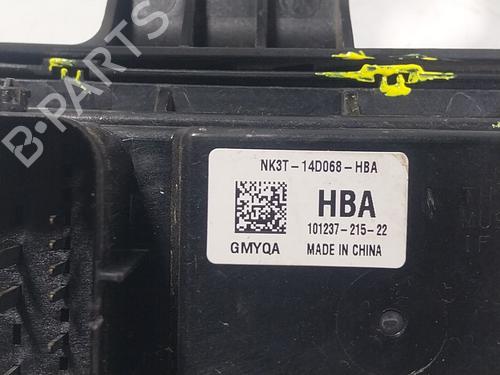 B-PARTS
NK3T-14D068-HBA
HBA
GMYQA
101237-215-22
MADE IN CHINA